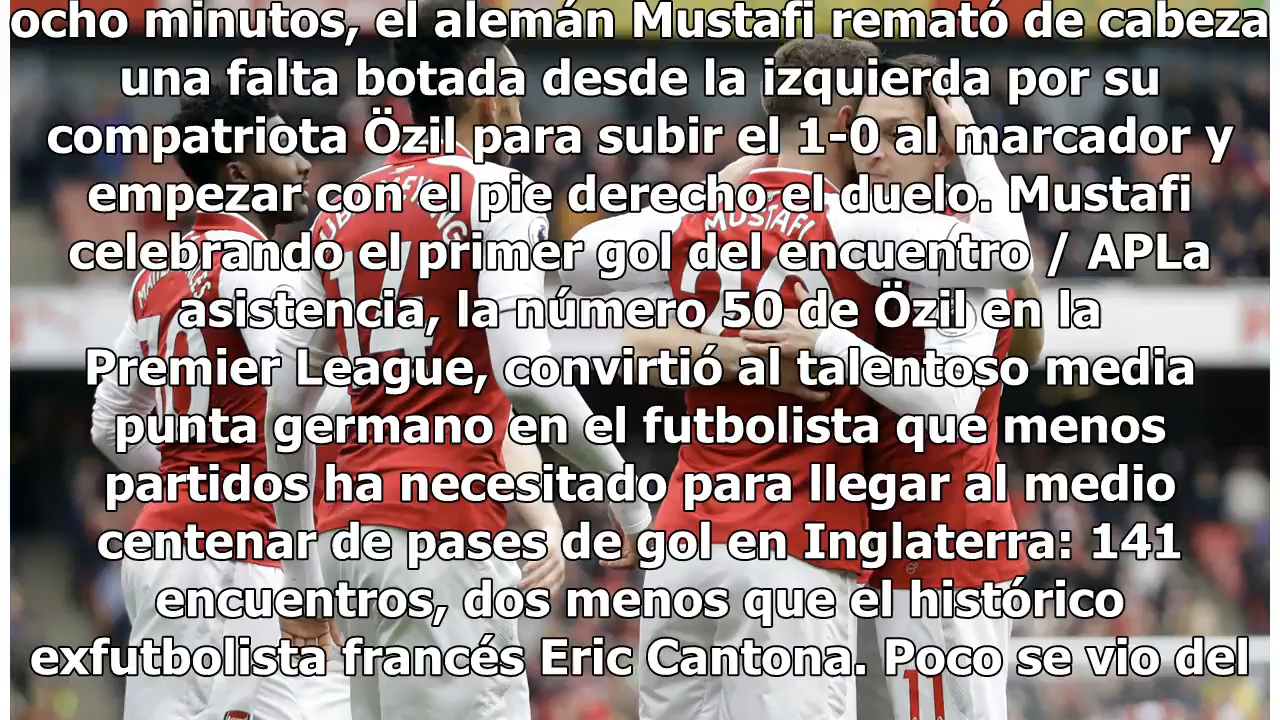 ocho minutos, el alemán Mustafi remató de cabeza
una falta botada desde la izquierda por su
compatriota Özil para subir el 1-0 al marcador y
empezar con el pie derecho el duelo. Mustafi
celebrando el primer gol del encuentro / APLa
asistencia, la número 50 de Özil en la
Premier League, convirtió al talentoso media
punta germano en el futbolista que menos
partidos ha necesitado para llegar al medio
centenar de pases de gol en Inglaterra: 141
encuentros, dos menos que el histórico
exfutbolista francés Eric Cantona. Poco se vio del
MUSTAFI
14
11